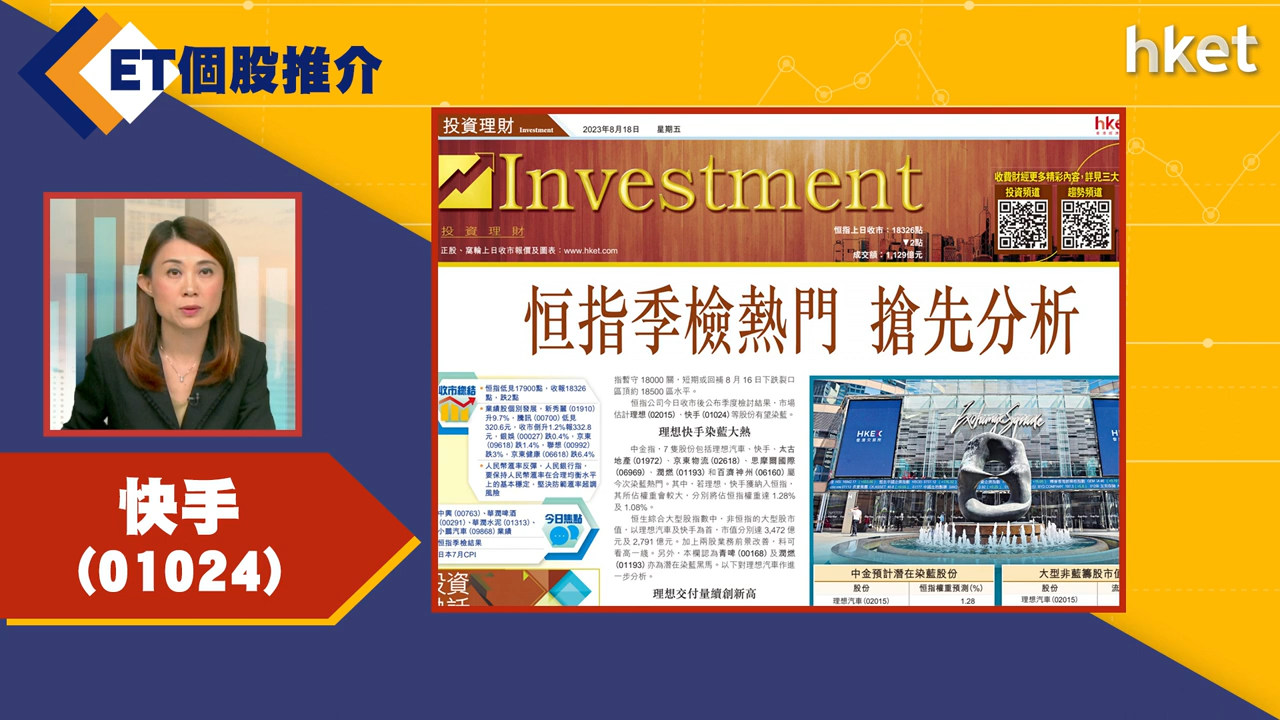 ET個股推介
hket
快手
(01024)
投資理財 Investment
2023年8月18日 星期五
Investment
投資理財
正股、窩輪上日收市報價及圖表：www.hket.com
收費財經更多精彩內容，詳見三大
投資頻道 趨勢頻道
恒指上日收市：18326點
▼2點
成交額：1,129億元
恒指季檢熱門 搶先分析
收市總結
恒指低見17900點，收報18326
點，跌2點
業績股個別發展，新秀麗(01910)
升9.7%、騰訊(00700)低見
320.6元，收市倒升1.2%報332.8
元，銀娛(00027)跌0.4%，京東
(09618)跌1.4%，聯想(00992)
跌3%，京東健康(06618)跌6.4%
人民幣滙率反彈，人民銀行指，
要保持人民幣滙率在合理均衡水平
上的基本穩定，堅決防範滙率超調
風險
中興(00763)、華潤啤酒
(00291)、華潤水泥(01313)、
小鵬汽車(09868)業績
恒指季檢結果
日本7月CPI
今日焦點
投資
指暫守18000關，短期或回補8月16日下跌裂口
區頂約18500區水平。
恒指公司今日收市後公布季度檢討結果，市場
估計理想(02015)、快手(01024)等股份有望染藍。
理想快手染藍大熱
中金指，7隻股份包括理想汽車、快手、太古
地產(01972)、京東物流(02618)、思摩爾國際
(06969)、潤燃(01193)和百濟神州(06160)屬
今次染藍熱門。其中，若理想、快手獲納入恒指，
其所佔權重會較大，分別將佔恒指權重達1.28%
及1.08%。
恒生綜合大型股指數中，非恒指的大型股市
值，以理想汽車及快手為首，市值分別達3,472億
元及2,791億元。加上兩股業務前景改善，料可
看高一綫。另外，本欄認為青啤(00168)及潤燃
(01193)亦為潛在染藍黑馬。以下對理想汽車作進
一步分析。
理想交付量續創新高
Exchange Square
HKEX
中金預計潛在染藍股份
股份 恒指權重預測(%)
理想汽車(02015) 1.28
大型非藍籌股市值
股份
理想汽車(02015)